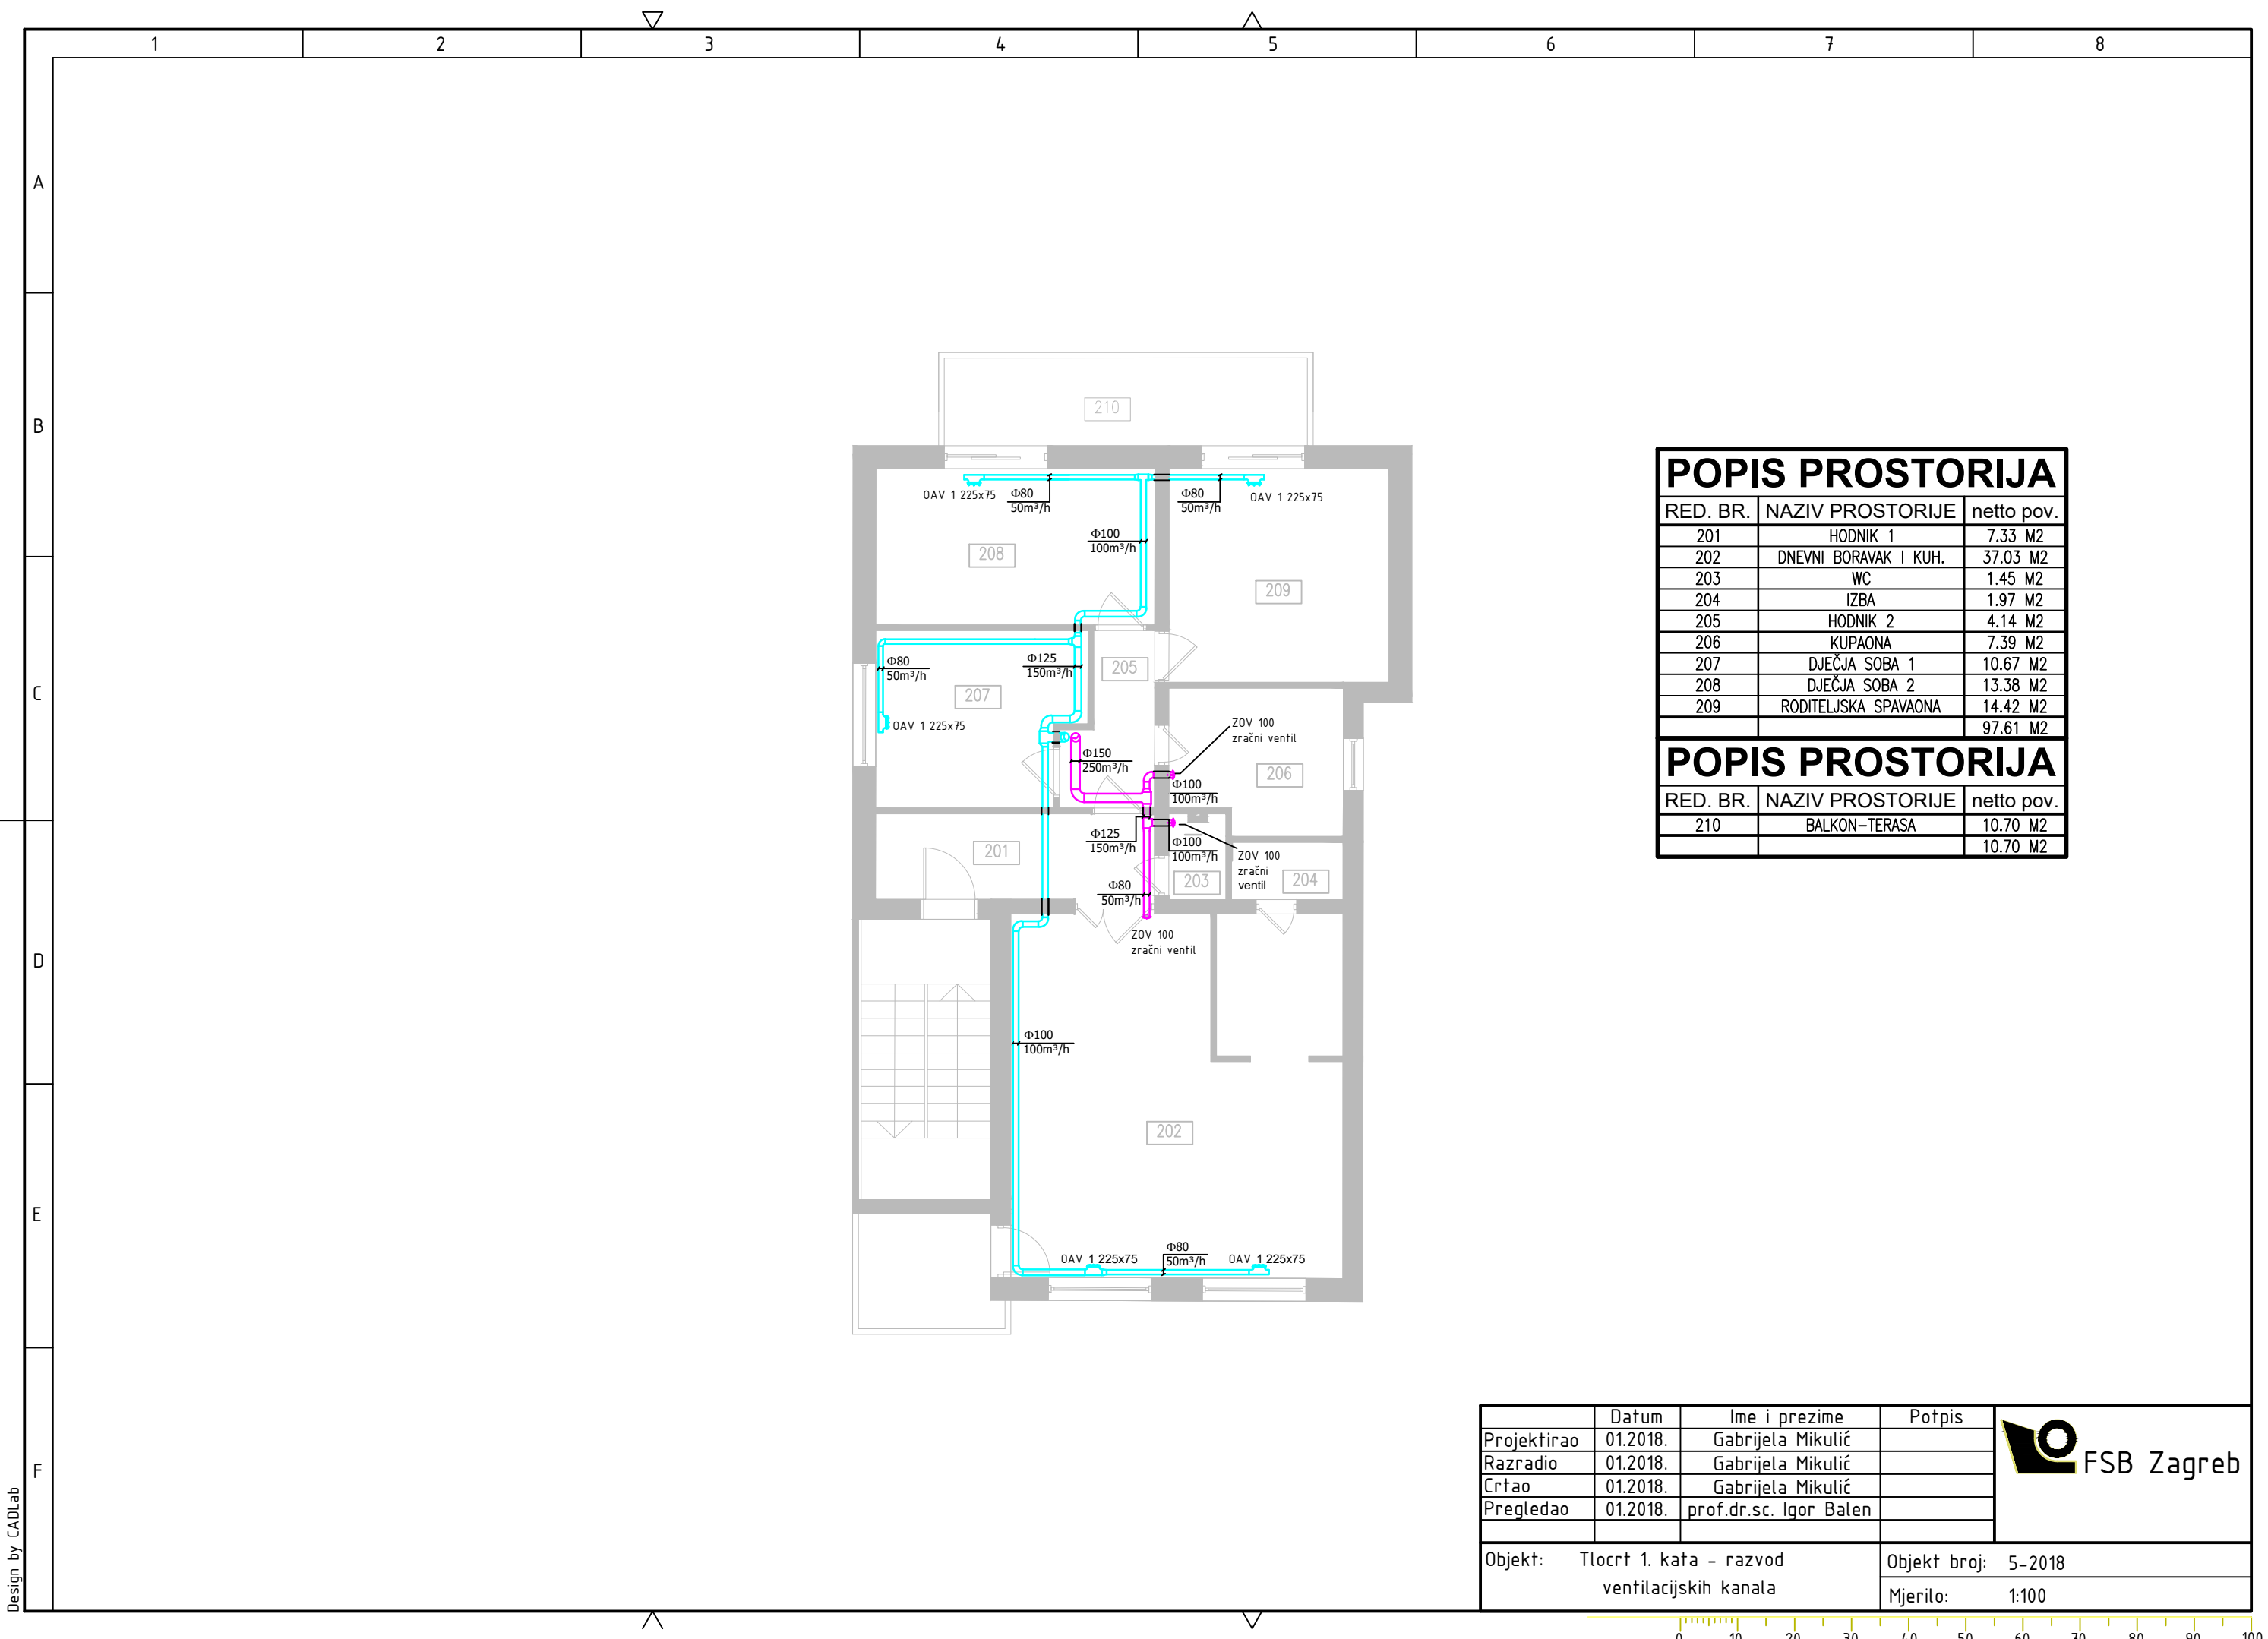 1 2 3 4 5 6 7 8
A
B
C
D
E
F
Design by CADLab
210
OAV 1 225x75
Φ80
50m³/h
Φ80
50m³/h
OAV 1 225x75
Φ100
100m³/h
208
209
Φ80
50m³/h
Φ125
150m³/h
205
207
OAV 1 225x75
ZOV 100
zračni ventil
Φ150
250m³/h
206
Φ100
100m³/h
Φ125
150m³/h
Φ100
100m³/h
201
ZOV 100
zračni
ventil
203
204
Φ80
50m³/h
ZOV 100
zračni ventil
Φ100
100m³/h
202
OAV 1 225x75
Φ80
50m³/h
OAV 1 225x75
POPIS PROSTORIJA
RED. BR. NAZIV PROSTORIJE netto pov.
201 HODNIK 1 7.33 M2
202 DNEVNI BORAVAK I KUH. 37.03 M2
203 WC 1.45 M2
204 IZBA 1.97 M2
205 HODNIK 2 4.14 M2
206 KUPAONA 7.39 M2
207 DJEČJA SOBA 1 10.67 M2
208 DJEČJA SOBA 2 13.38 M2
209 RODITELJSKA SPAVAONA 14.42 M2
97.61 M2
POPIS PROSTORIJA
RED. BR. NAZIV PROSTORIJE netto pov.
210 BALKON-TERASA 10.70 M2
10.70 M2
Datum Ime i prezime Potpis
Projektirao 01.2018. Gabrijela Mikulić
Razradio 01.2018. Gabrijela Mikulić
Crtao 01.2018. Gabrijela Mikulić
Pregledao 01.2018. prof.dr.sc. Igor Balen
FSB Zagreb
Objekt: Tlocrt 1. kata - razvod
ventilacijskih kanala
Objekt broj: 5-2018
Mjerilo: 1:100
0 10 20 30 40 50 60 70 80 90 100